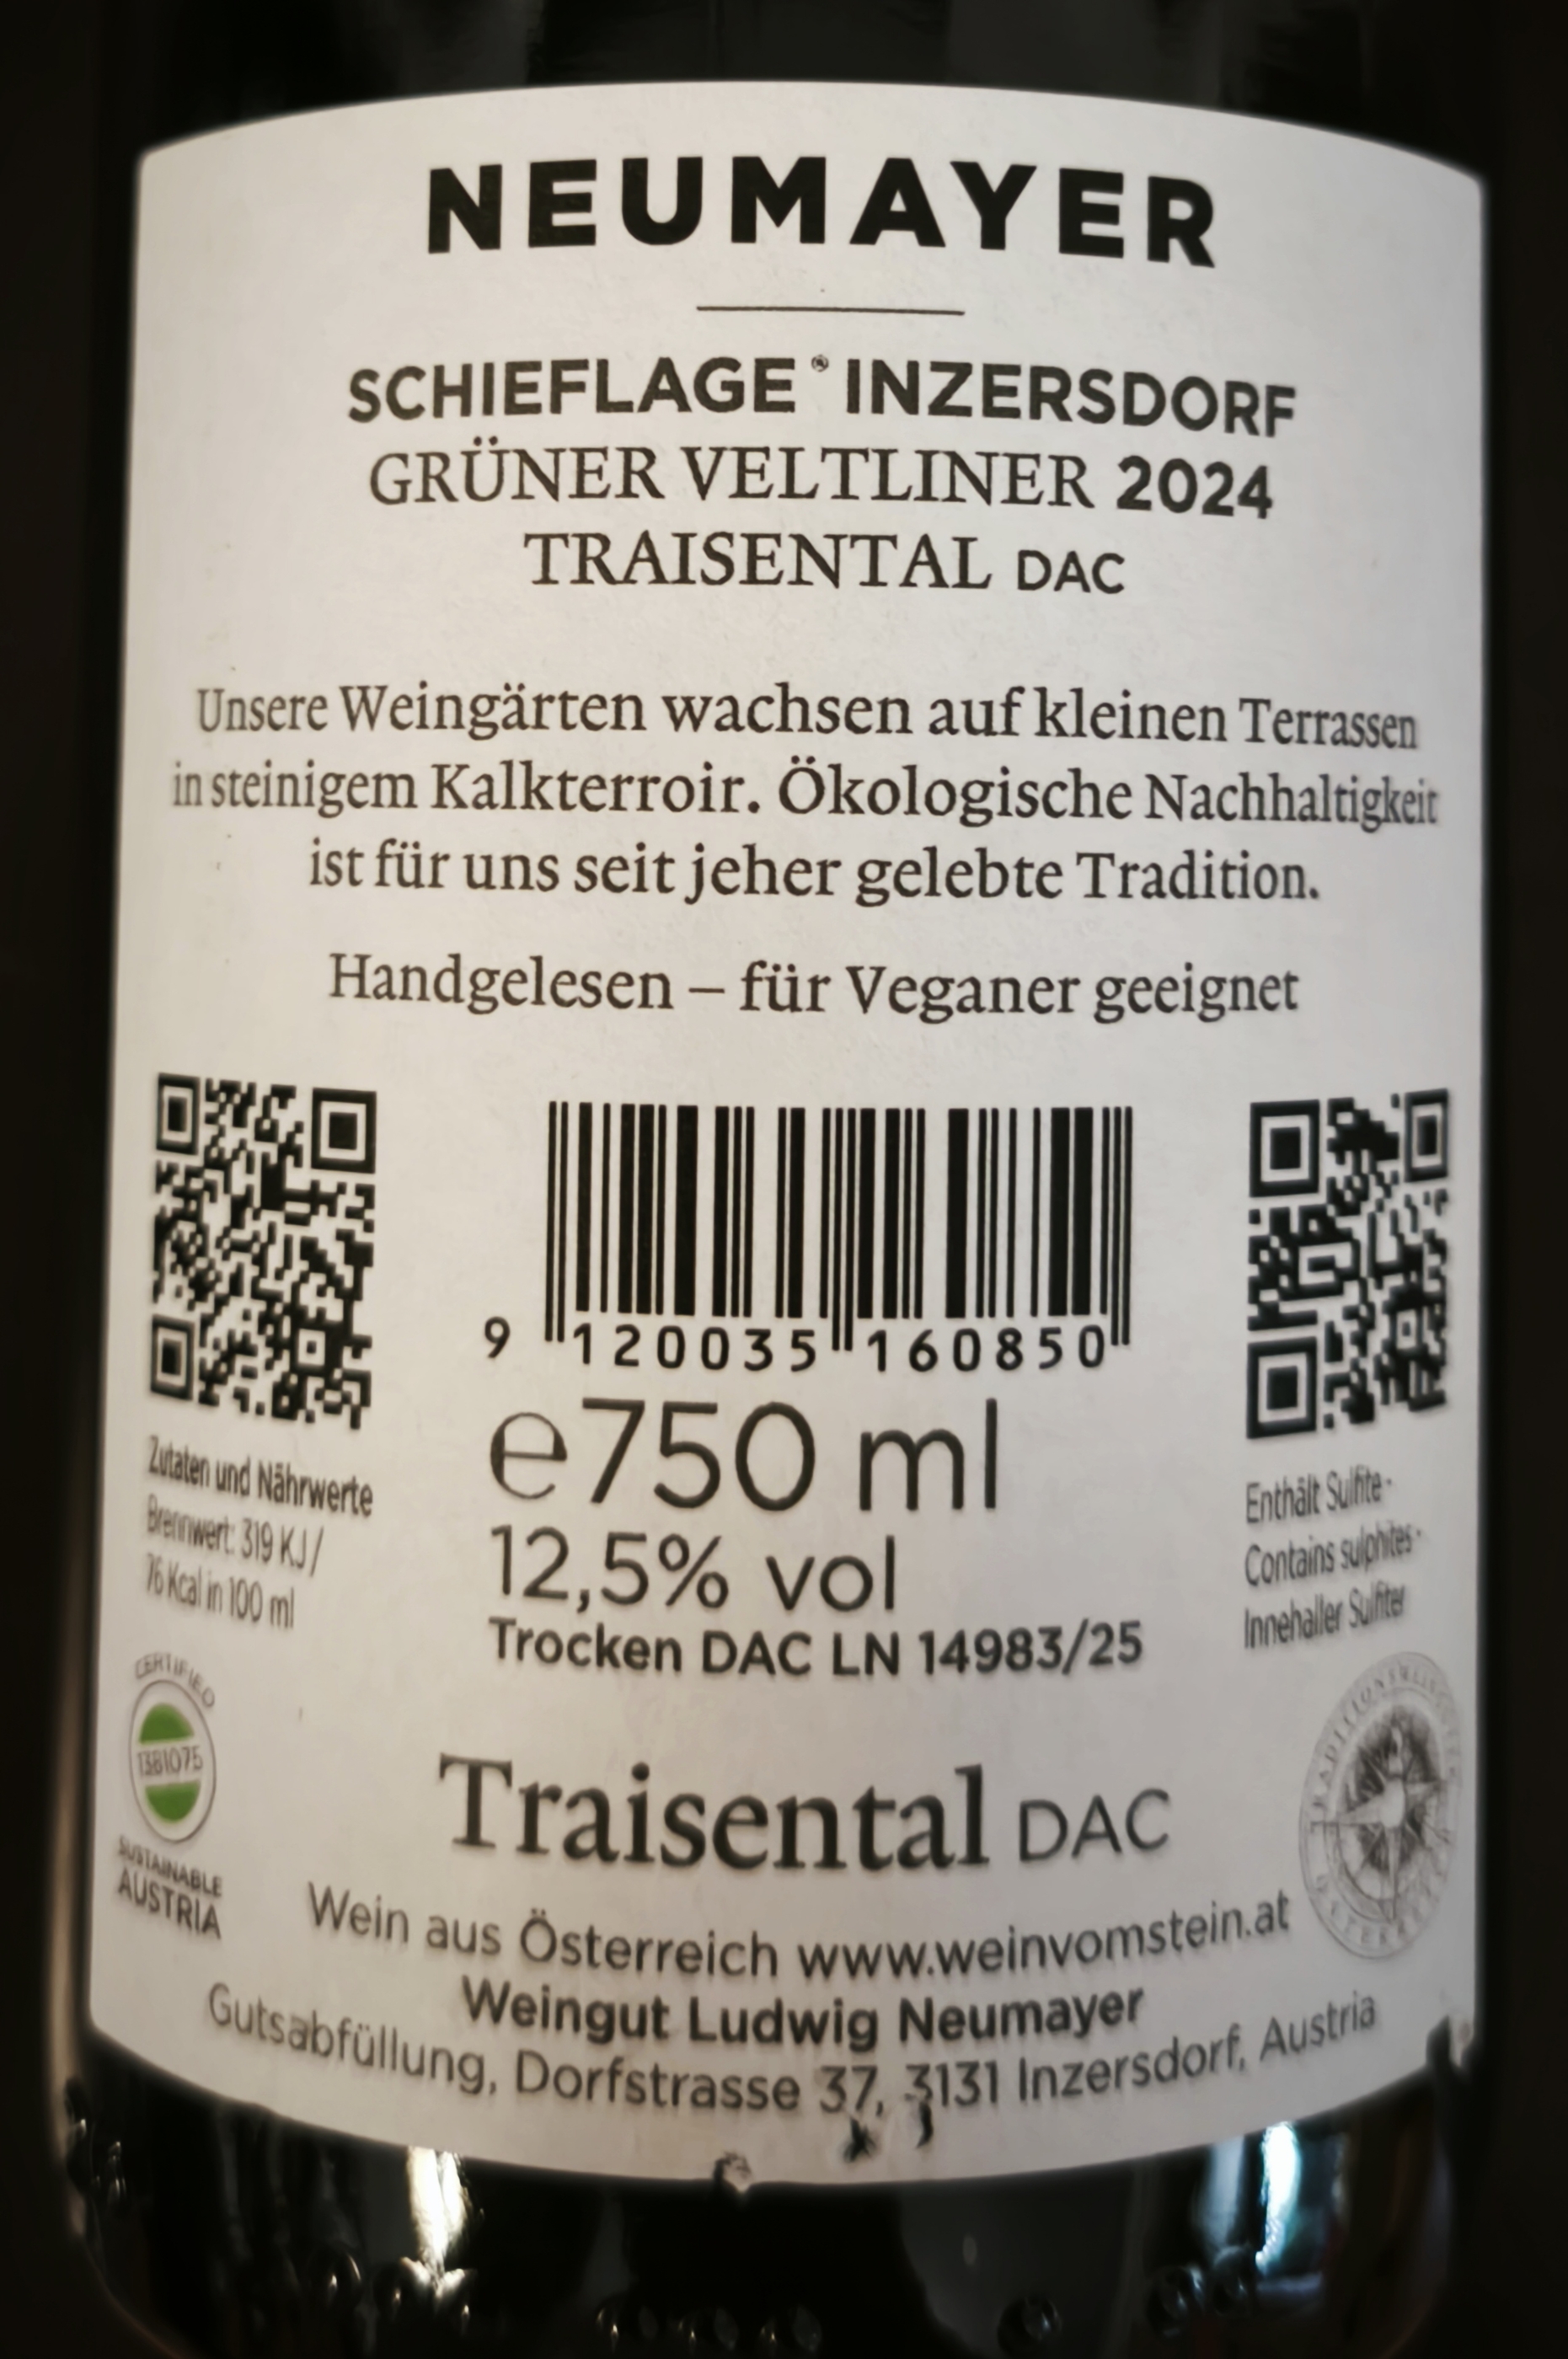 NEUMAYER
SCHIEFLAGE® INZERSDORF
GRÜNER VELTLINER 2024
TRAISENTAL DAC
Unsere Weingärten wachsen auf kleinen Terrassen
in steinigem Kalkterroir. Ökologische Nachhaltigkeit
ist für uns seit jeher gelebte Tradition.
Handgelesen – für Veganer geeignet
9 120035 160850
e 750 ml
12,5% vol
Trocken DAC LN 14983/25
Zutaten und Nährwerte
Brennwert: 319 KJ /
76 Kcal in 100 ml
Enthält Sulfite -
Contains sulphites -
Innehaller Sulfiter
CERTIFIED
1381075
SUSTAINABLE
AUSTRIA
Traisental DAC
Wein aus Österreich www.weinvomstein.at
Weingut Ludwig Neumayer
Gutsabfüllung, Dorfstrasse 37, 3131 Inzersdorf, Austria